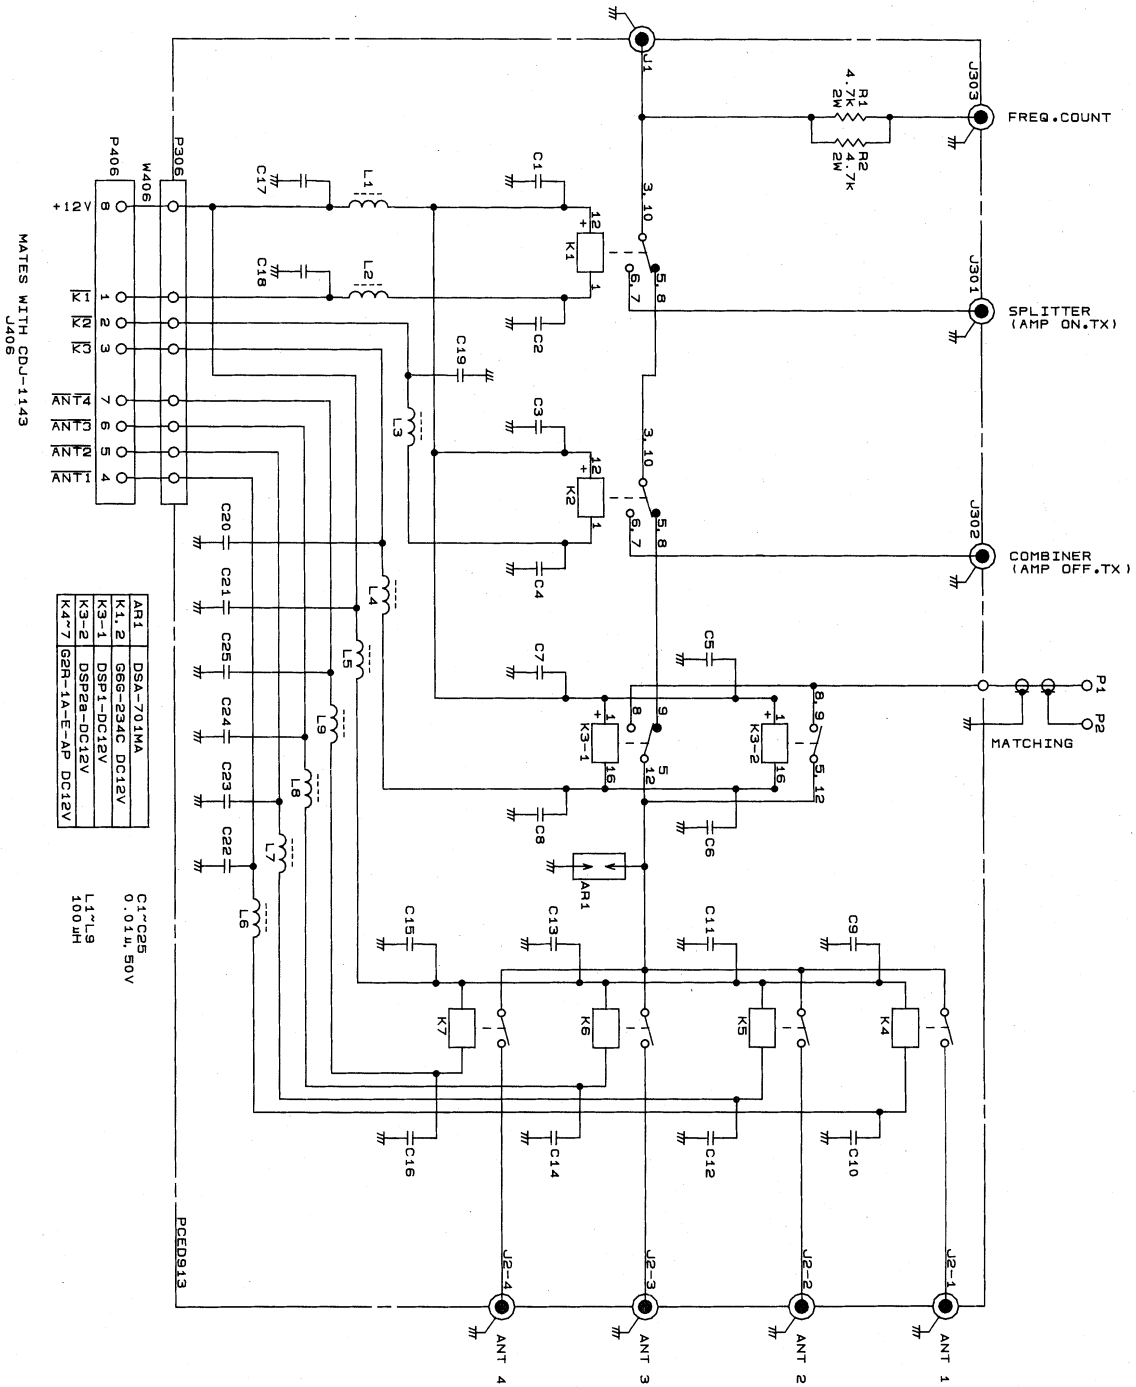 J1
J303
FREQ.COUNT
R1
4.7k
2W
R2
4.7k
2W
P406
W406
P306
+12V
8
K1
1
K2
2
K3
3
ANT4
7
ANT3
6
ANT2
5
ANT1
4
MATES WITH CDJ-1143
J406
C17
L1
C1
12
+
K1
1
3, 10
5, 8
6, 7
J301
SPLITTER
(AMP ON.TX)
C18
L2
C2
C19
L3
C3
12
+
K2
1
3, 10
5, 8
6, 7
J302
COMBINER
(AMP OFF.TX)
C4
C20
L4
C21
L5
C25
L9
C24
L8
C23
L7
C22
L6
C7
C5
1
+
K3-1
16
8
9
5
12
1
+
K3-2
16
8, 9
5, 12
P1
P2
MATCHING
C8
C6
AR1
AR1 DSA-701MA
K1, 2 G6G-234C DC12V
K3-1 DSP1-DC12V
K3-2 DSP2a-DC12V
K4~7 G2R-1A-E-AP DC12V
C1~C25
0.01µ, 50V
L1~L9
100µH
C15
C13
C11
C9
K7
K6
K5
K4
C16
C14
C12
C10
PCED913
J2-4
J2-3
J2-2
J2-1
ANT 4
ANT 3
ANT 2
ANT 1